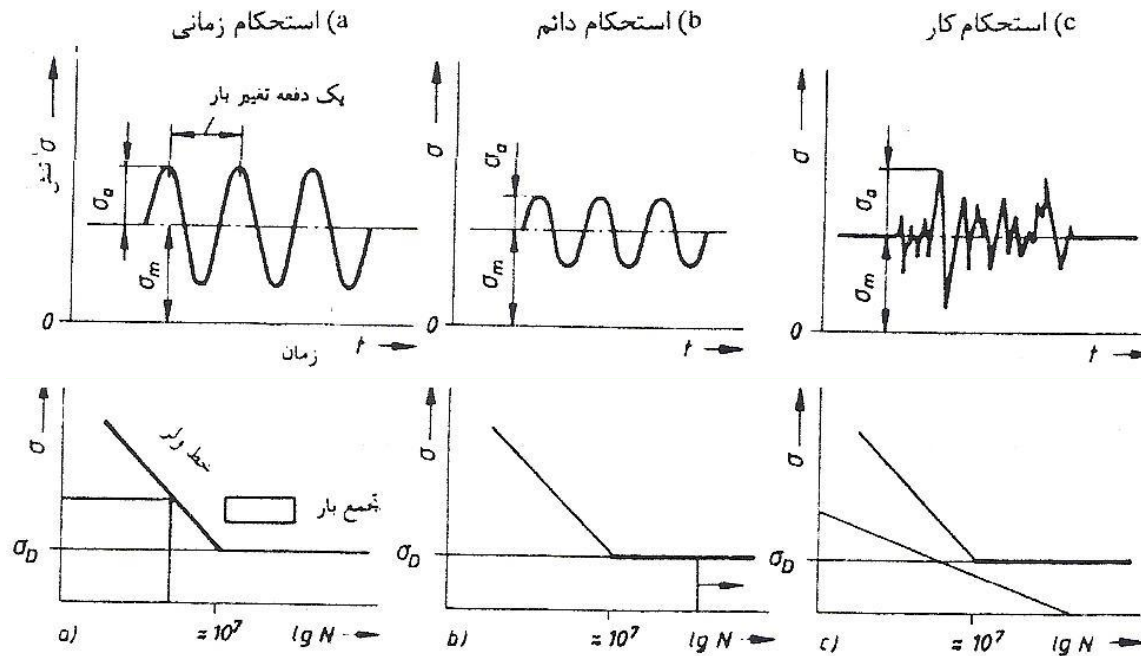 a) استحکام زمانی
b) استحکام دائم
c) استحکام کار
σ تنش
یک دفعه تغییر بار
σa
σm
0
زمان
t
σ
σa
σm
0
t
σ
σa
σm
0
t
σ
خط ولر
تجمع بار
σD
a)
≈ 10⁷
lg N
σ
σD
b)
≈ 10⁷
lg N
σ
σD
c)
≈ 10⁷
lg N